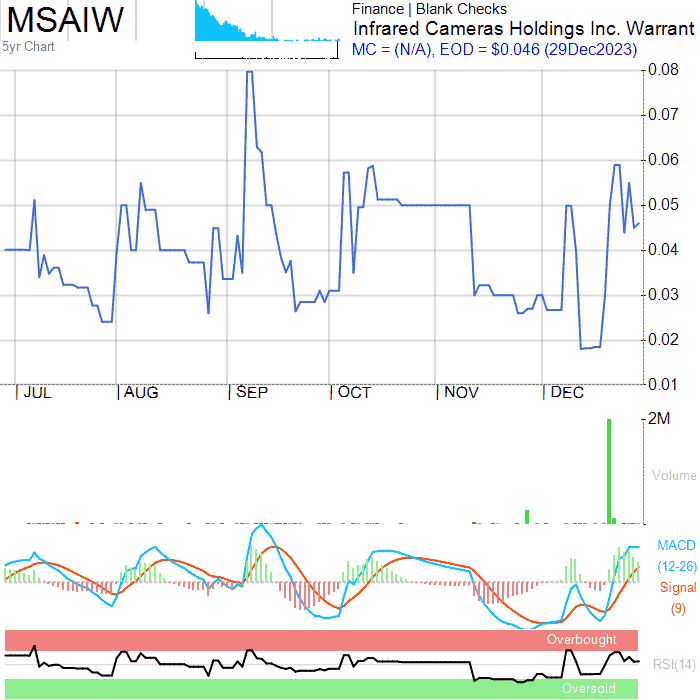 MSAIW
5yr Chart
Finance | Blank Checks
Infrared Cameras Holdings Inc. Warrant
MC = (N/A), EOD = $0.046 (29Dec2023)
0.08
0.07
0.06
0.05
0.04
0.03
0.02
0.01
JUL AUG SEP OCT NOV DEC
2M
Volume
MACD
(12-26)
Signal
(9)
Overbought
RSI(14)
Oversold